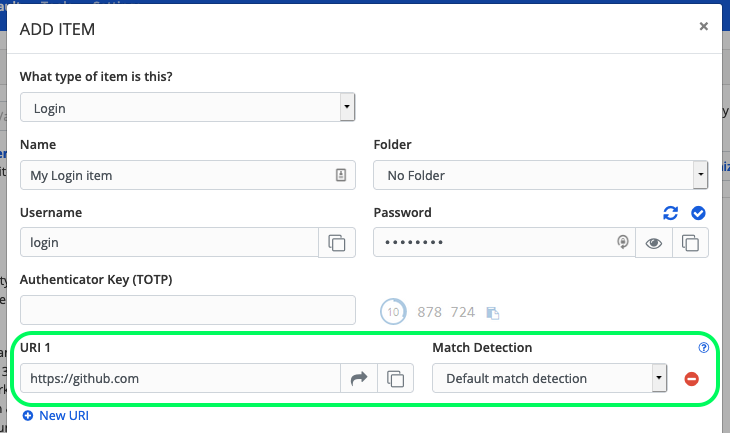 ADD ITEM
What type of item is this?
Login
Name
Folder
My Login item
No Folder
Username
Password
login
••••••••
Authenticator Key (TOTP)
10 878 724
URI 1
Match Detection
https://github.com
Default match detection
New URI